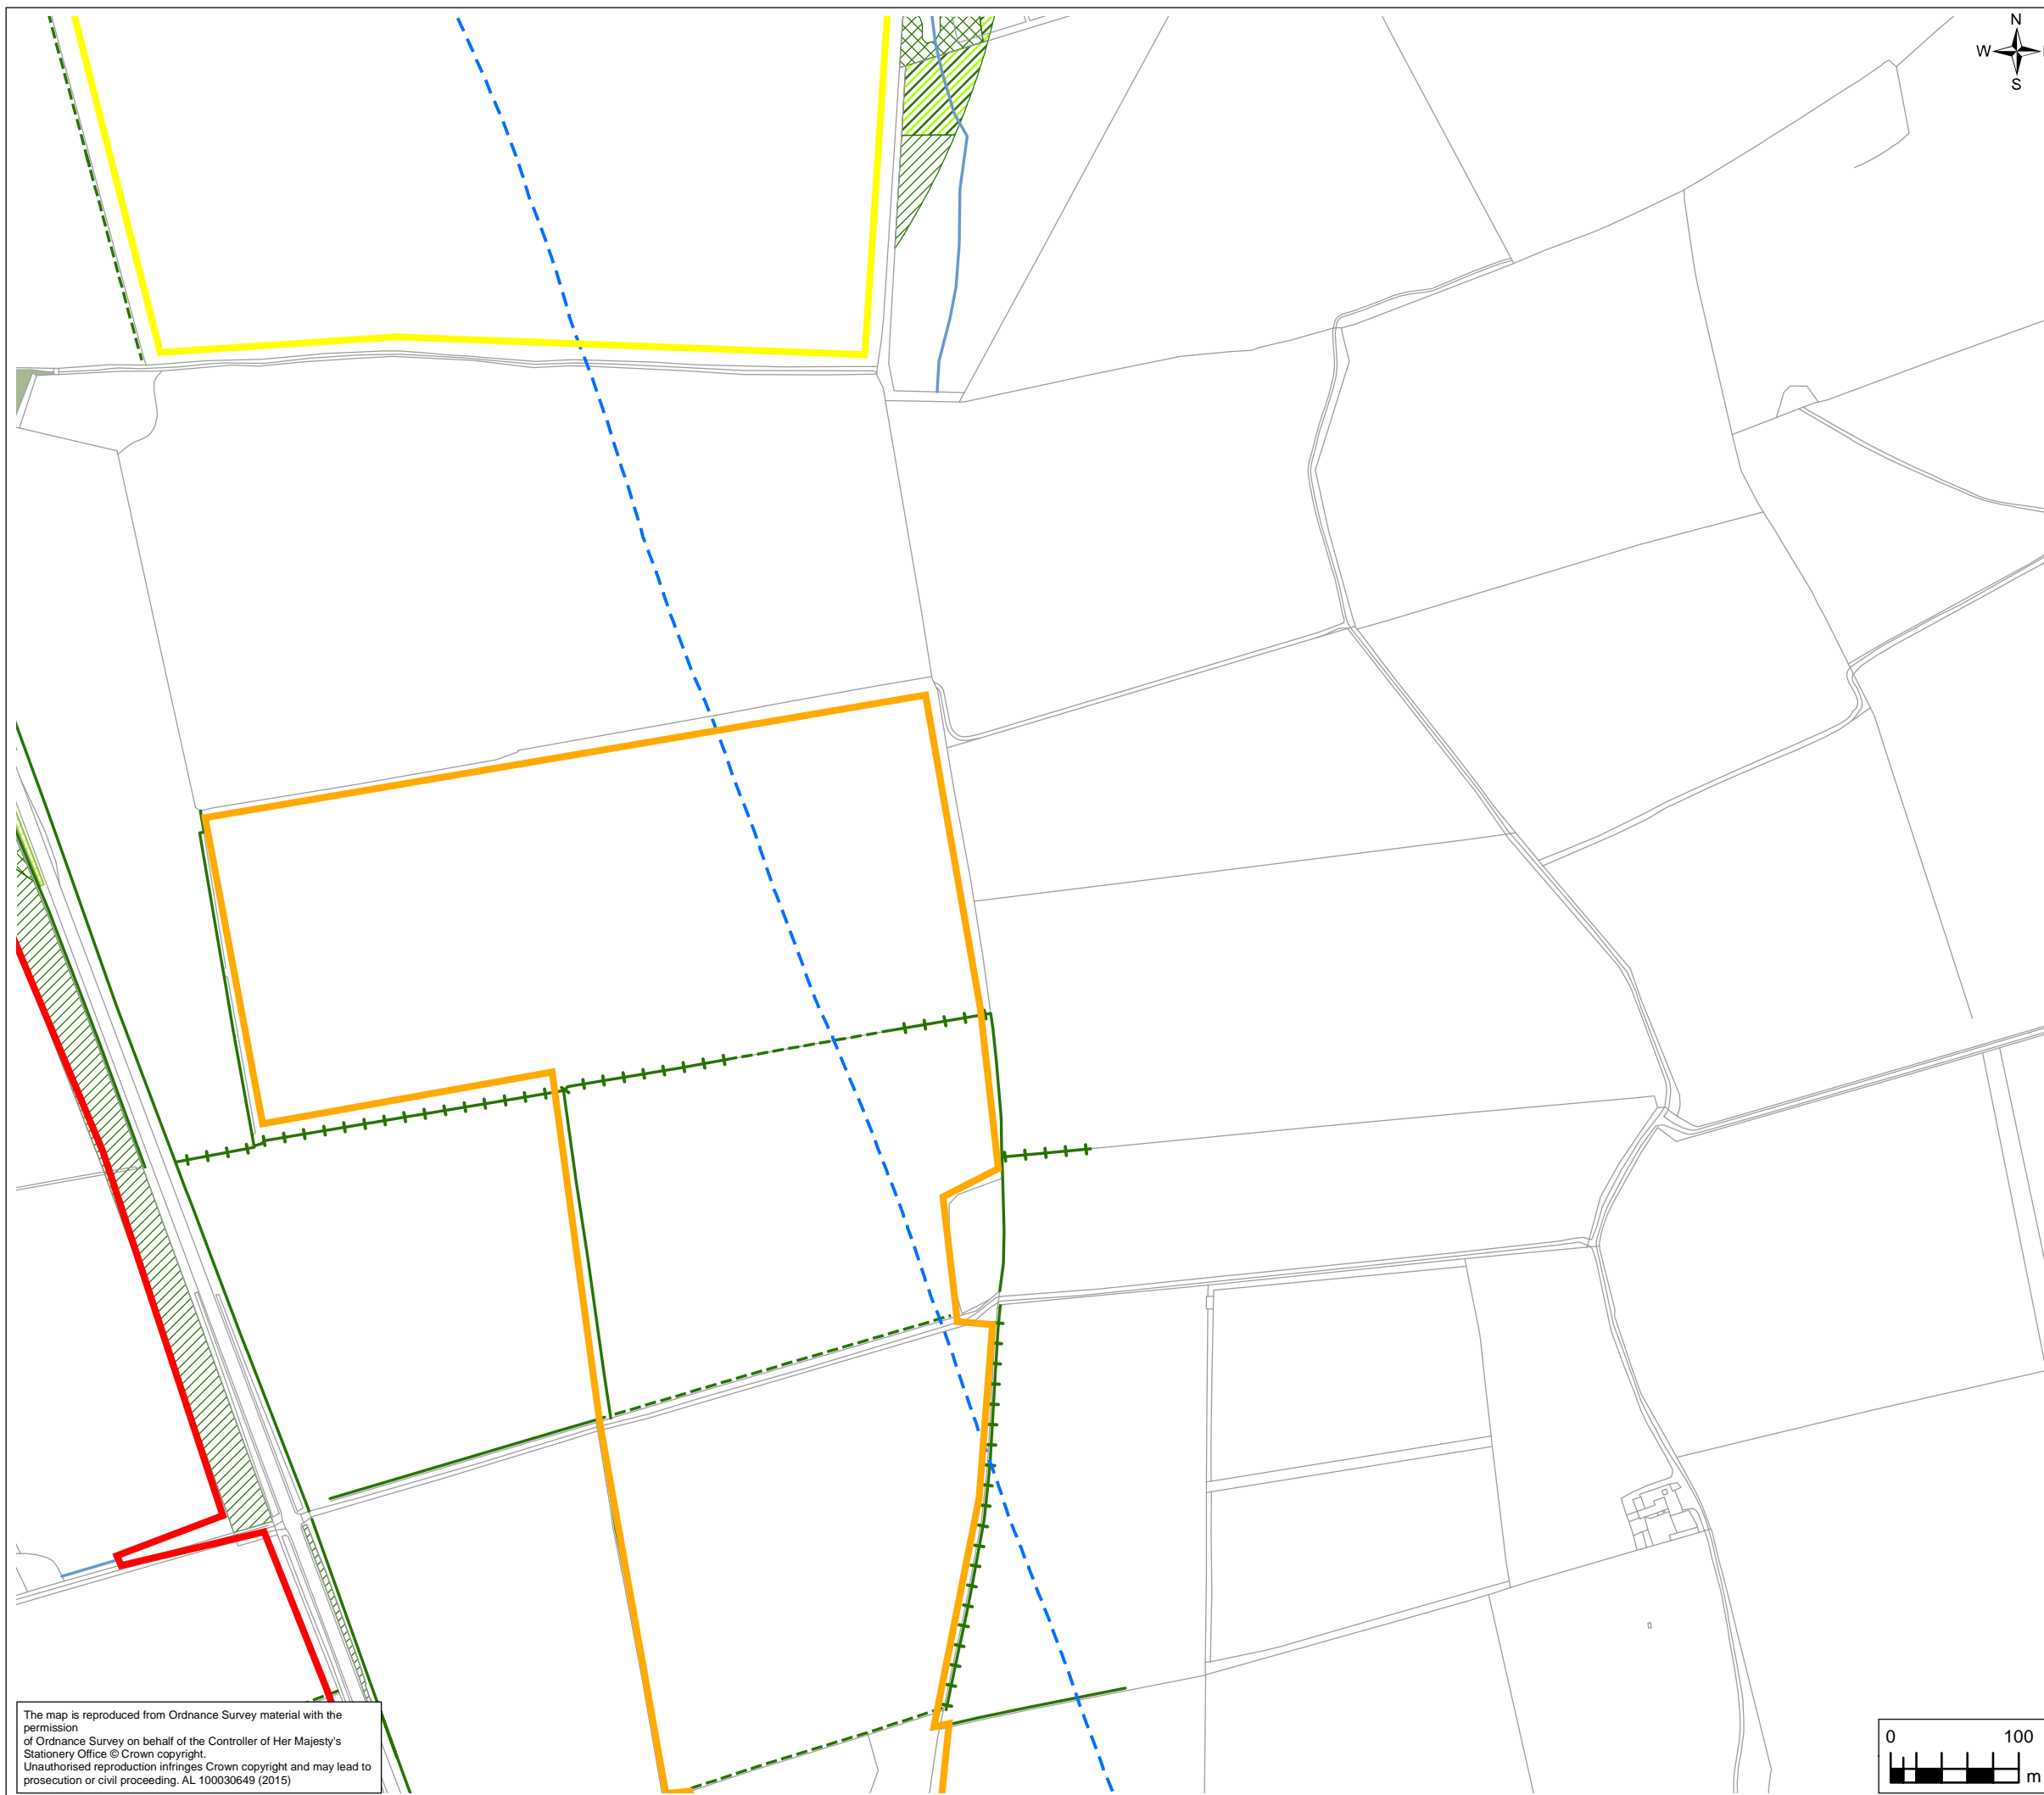 N
W
S
The map is reproduced from Ordnance Survey material with the
permission
of Ordnance Survey on behalf of the Controller of Her Majesty's
Stationery Office © Crown copyright.
Unauthorised reproduction infringes Crown copyright and may lead to
prosecution or civil proceeding. AL 100030649 (2015)
0 100
m